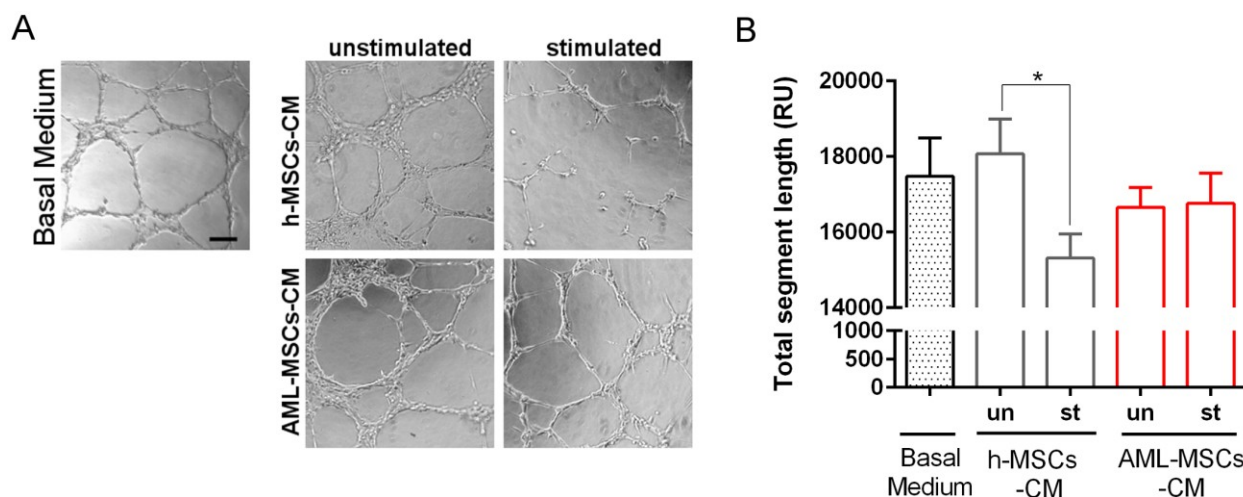 A
unstimulated
stimulated
Basal Medium
h-MSCs-CM
AML-MSCs-CM
B
*
Total segment length (RU)
20000
18000
16000
14000
1000
500
0
un
st
un
st
Basal
Medium
h-MSCs
-CM
AML-MSCs
-CM